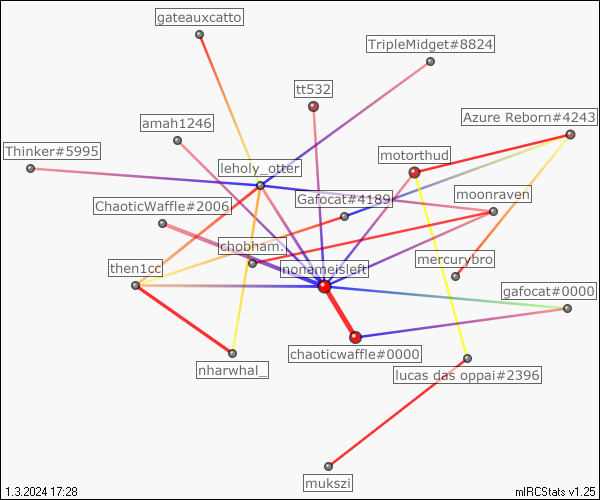 gateauxcatto
TripleMidget#8824
tt532
Azure Reborn#4243
amah1246
Thinker#5995
motorthud
leholy_otter
moonraven
Gafocat#4189
ChaoticWaffle#2006
chobham.
mercurybro
then1cc
nonameisleft
gafocat#0000
chaoticwaffle#0000
nharwhal_
lucas das oppai#2396
mukszi
1.3.2024 17:28
mIRCStats v1.25